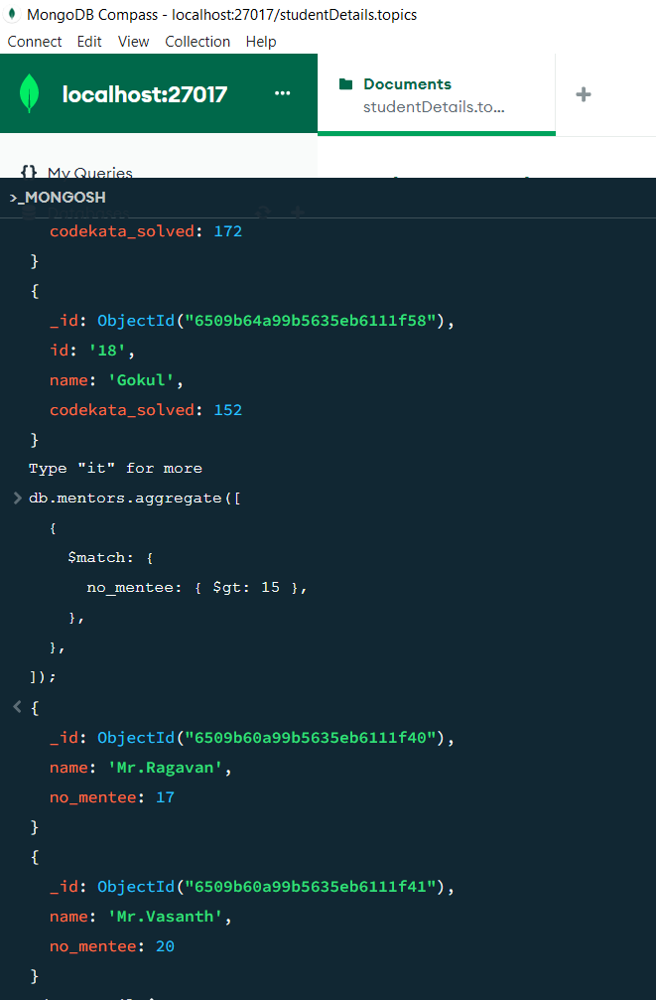 MongoDB Compass - localhost:27017/studentDetails.topics
Connect Edit View Collection Help
localhost:27017 ...
Documents
studentDetails.to...
{} My Queries
>_MONGOSH
codekata_solved: 172
}
{
_id: ObjectId("6509b64a99b5635eb6111f58"),
id: '18',
name: 'Gokul',
codekata_solved: 152
}
Type "it" for more
> db.mentors.aggregate([
{
$match: {
no_mentee: { $gt: 15 },
},
},
]);
< {
_id: ObjectId("6509b60a99b5635eb6111f40"),
name: 'Mr.Ragavan',
no_mentee: 17
}
{
_id: ObjectId("6509b60a99b5635eb6111f41"),
name: 'Mr.Vasanth',
no_mentee: 20
}